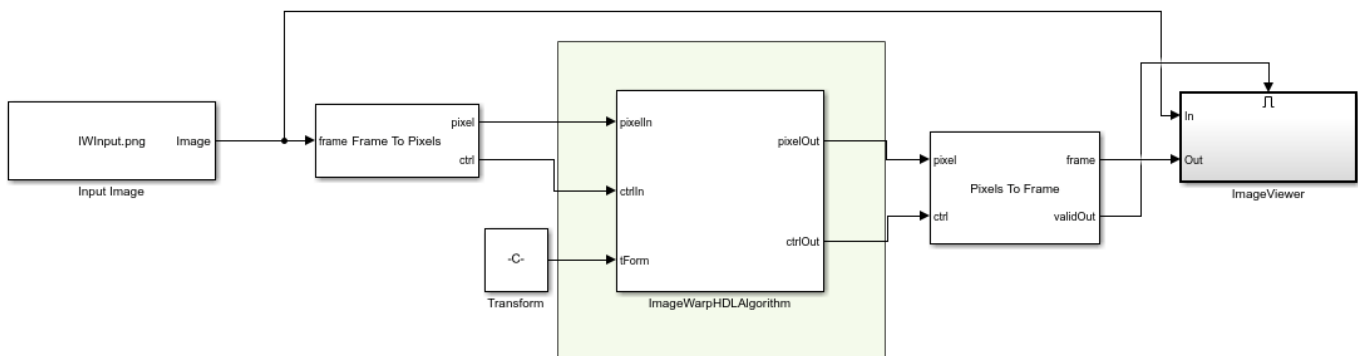 IWInput.png
Image
Input Image
frame
Frame To Pixels
pixel
ctrl
-C-
Transform
pixelIn
ctrlIn
tForm
pixelOut
ctrlOut
ImageWarpHDLAlgorithm
pixel
ctrl
Pixels To Frame
frame
validOut
In
Out
ImageViewer